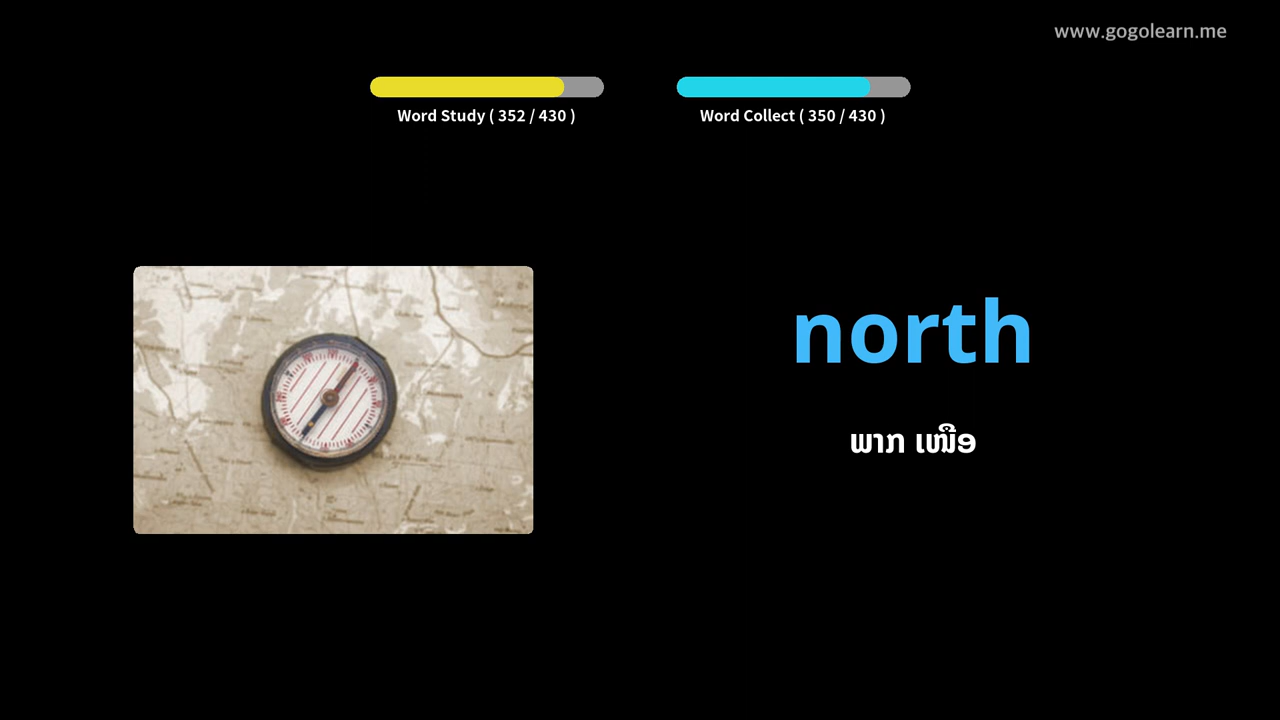 www.gogolearn.me
Word Study ( 352 / 430 )
Word Collect ( 350 / 430 )
north
ພາກ ເໜືອ